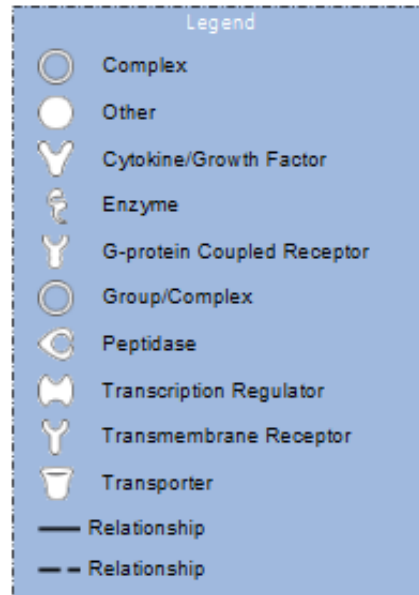 Legend
Complex
Other
Cytokine/Growth Factor
Enzyme
G-protein Coupled Receptor
Group/Complex
Peptidase
Transcription Regulator
Transmembrane Receptor
Transporter
Relationship
Relationship